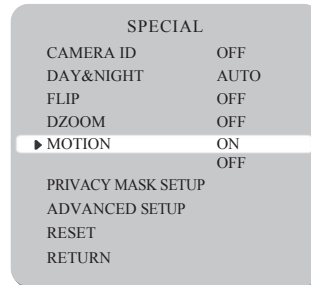 SPECIAL
CAMERA ID OFF
DAY&NIGHT AUTO
FLIP OFF
DZOOM OFF
MOTION ON
OFF
PRIVACY MASK SETUP
ADVANCED SETUP
RESET
RETURN